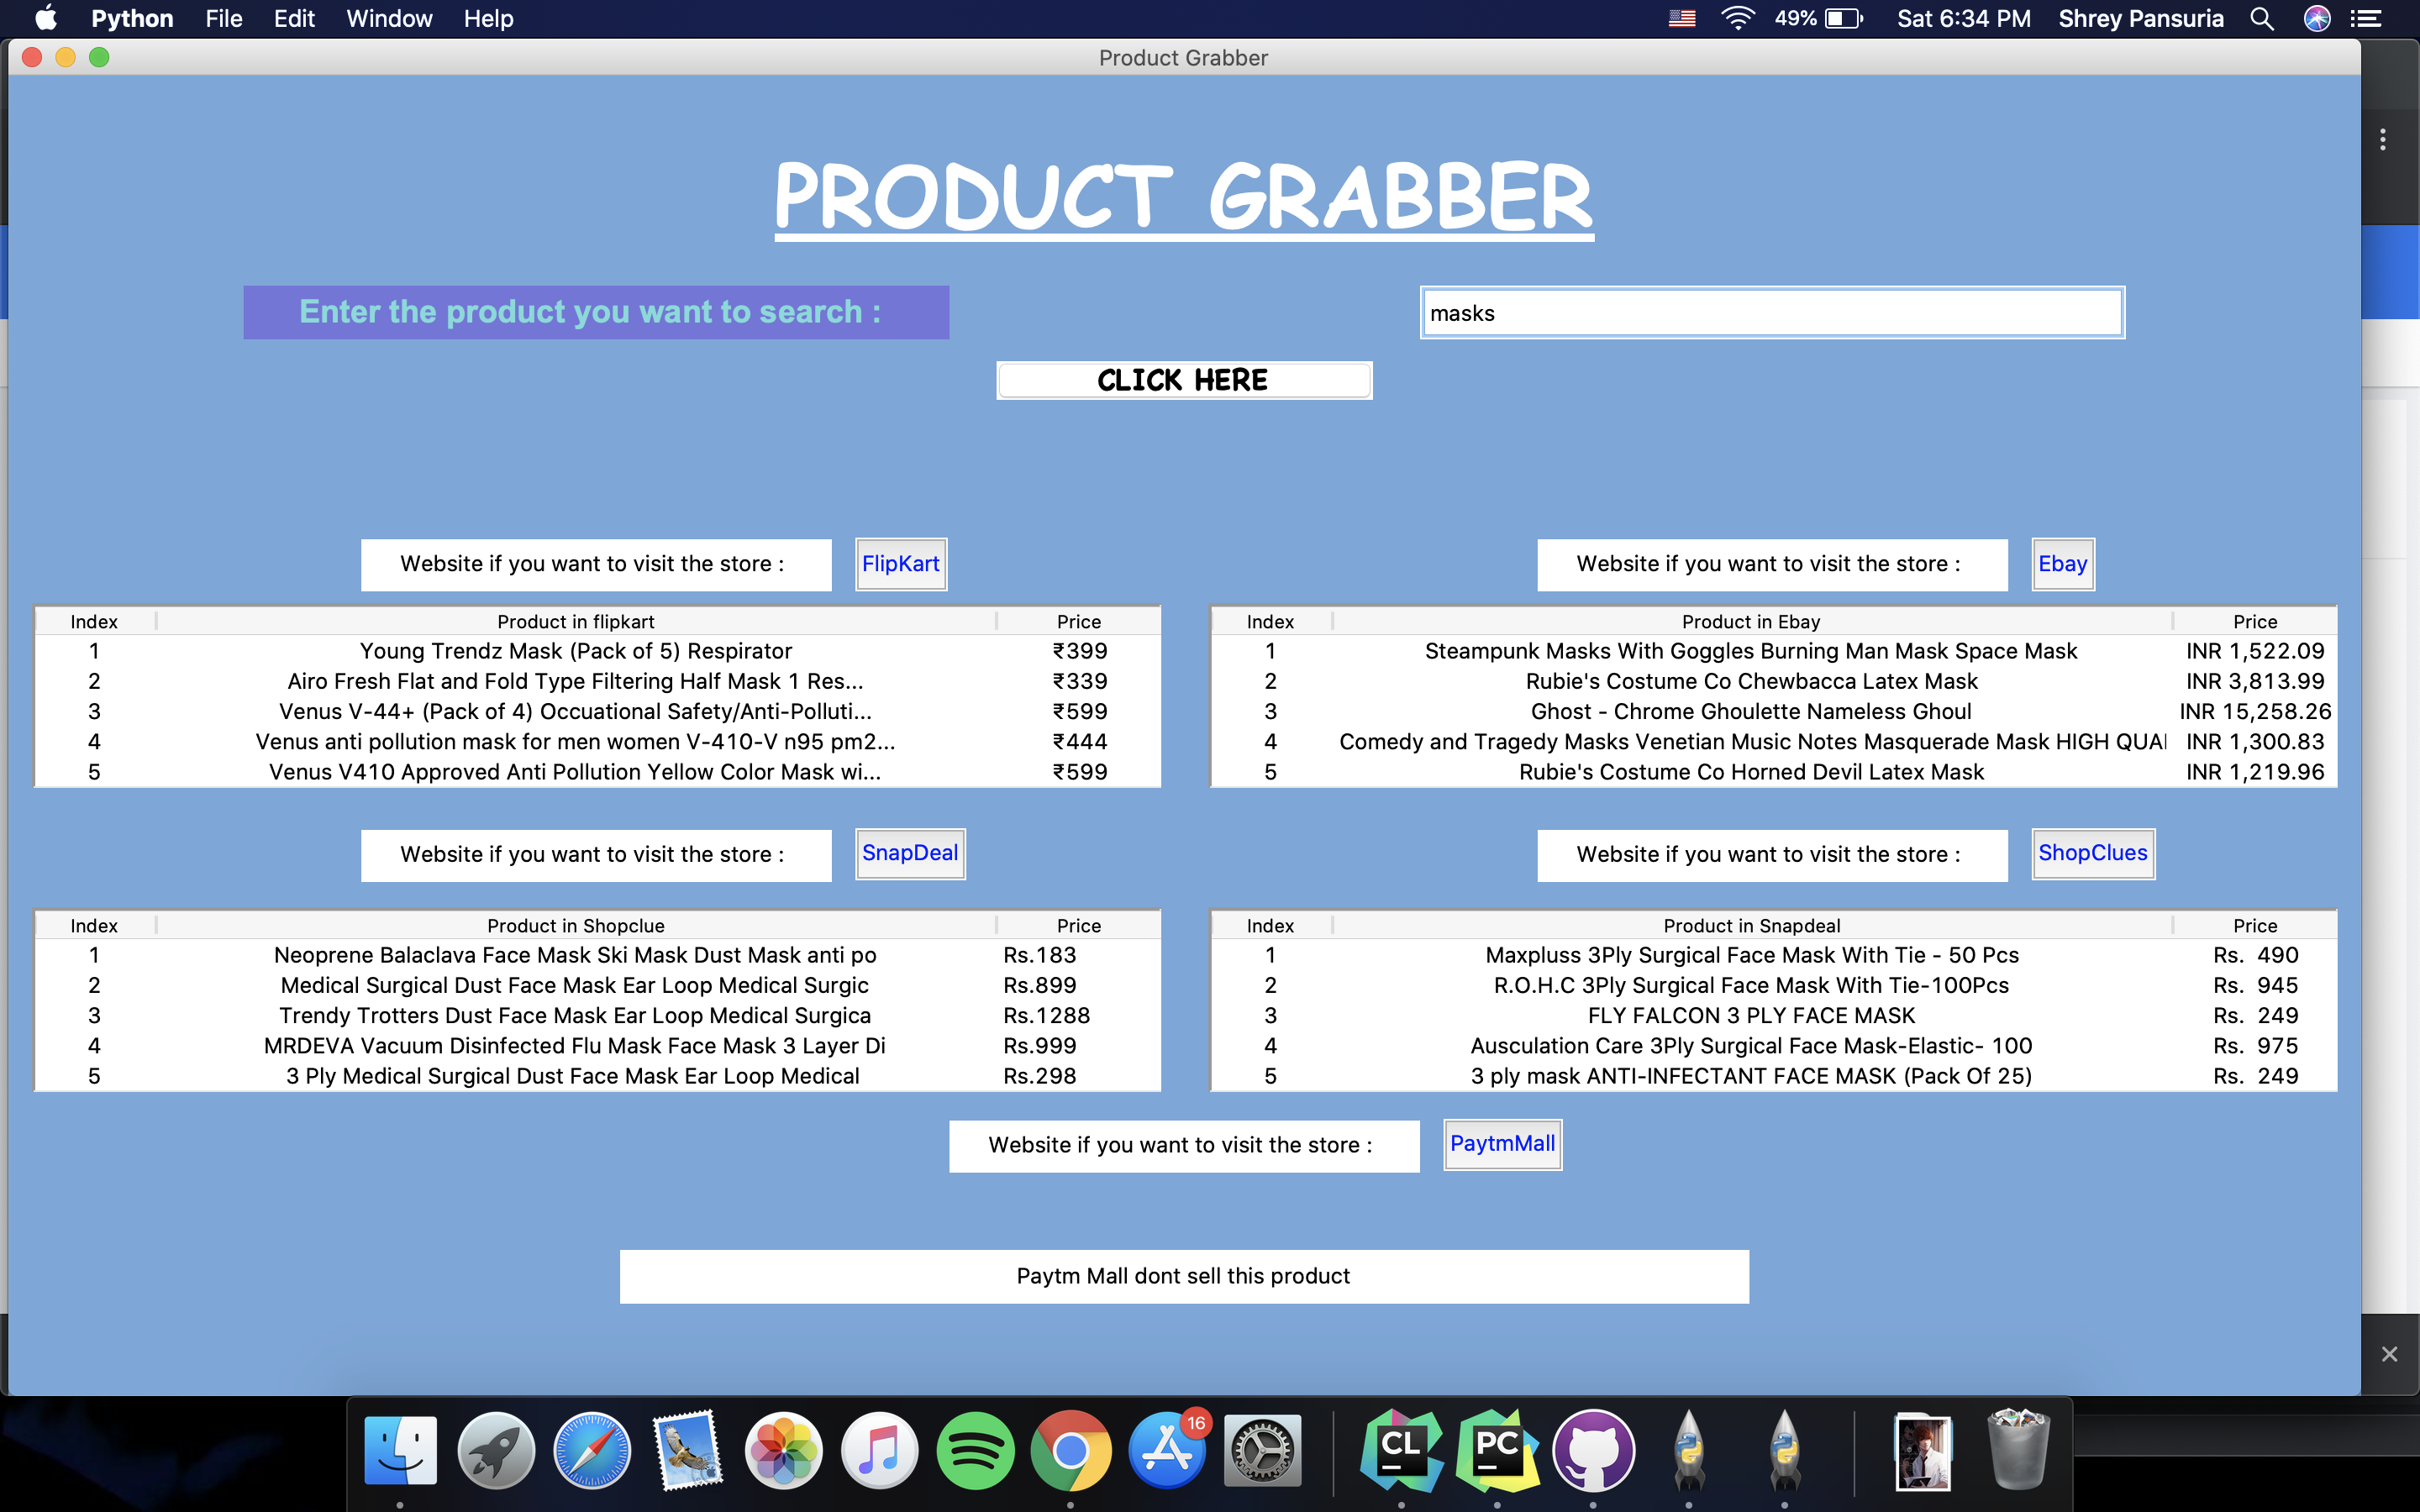 Python File Edit Window Help 49% Sat 6:34 PM Shrey Pansuria
Product Grabber
PRODUCT GRABBER
Enter the product you want to search :
masks
CLICK HERE
Website if you want to visit the store : FlipKart
Index Product in flipkart Price
1 Young Trendz Mask (Pack of 5) Respirator ₹399
2 Airo Fresh Flat and Fold Type Filtering Half Mask 1 Res... ₹339
3 Venus V-44+ (Pack of 4) Occuational Safety/Anti-Polluti... ₹599
4 Venus anti pollution mask for men women V-410-V n95 pm2... ₹444
5 Venus V410 Approved Anti Pollution Yellow Color Mask wi... ₹599
Website if you want to visit the store : Ebay
Index Product in Ebay Price
1 Steampunk Masks With Goggles Burning Man Mask Space Mask INR 1,522.09
2 Rubie's Costume Co Chewbacca Latex Mask INR 3,813.99
3 Ghost - Chrome Ghoulette Nameless Ghoul INR 15,258.26
4 Comedy and Tragedy Masks Venetian Music Notes Masquerade Mask HIGH QUAI INR 1,300.83
5 Rubie's Costume Co Horned Devil Latex Mask INR 1,219.96
Website if you want to visit the store : SnapDeal
Index Product in Shopclue Price
1 Neoprene Balaclava Face Mask Ski Mask Dust Mask anti po Rs.183
2 Medical Surgical Dust Face Mask Ear Loop Medical Surgic Rs.899
3 Trendy Trotters Dust Face Mask Ear Loop Medical Surgica Rs.1288
4 MRDEVA Vacuum Disinfected Flu Mask Face Mask 3 Layer Di Rs.999
5 3 Ply Medical Surgical Dust Face Mask Ear Loop Medical Rs.298
Website if you want to visit the store : ShopClues
Index Product in Snapdeal Price
1 Maxpluss 3Ply Surgical Face Mask With Tie - 50 Pcs Rs. 490
2 R.O.H.C 3Ply Surgical Face Mask With Tie-100Pcs Rs. 945
3 FLY FALCON 3 PLY FACE MASK Rs. 249
4 Ausculation Care 3Ply Surgical Face Mask-Elastic- 100 Rs. 975
5 3 ply mask ANTI-INFECTANT FACE MASK (Pack Of 25) Rs. 249
Website if you want to visit the store : PaytmMall
Paytm Mall dont sell this product
16
CL
PC